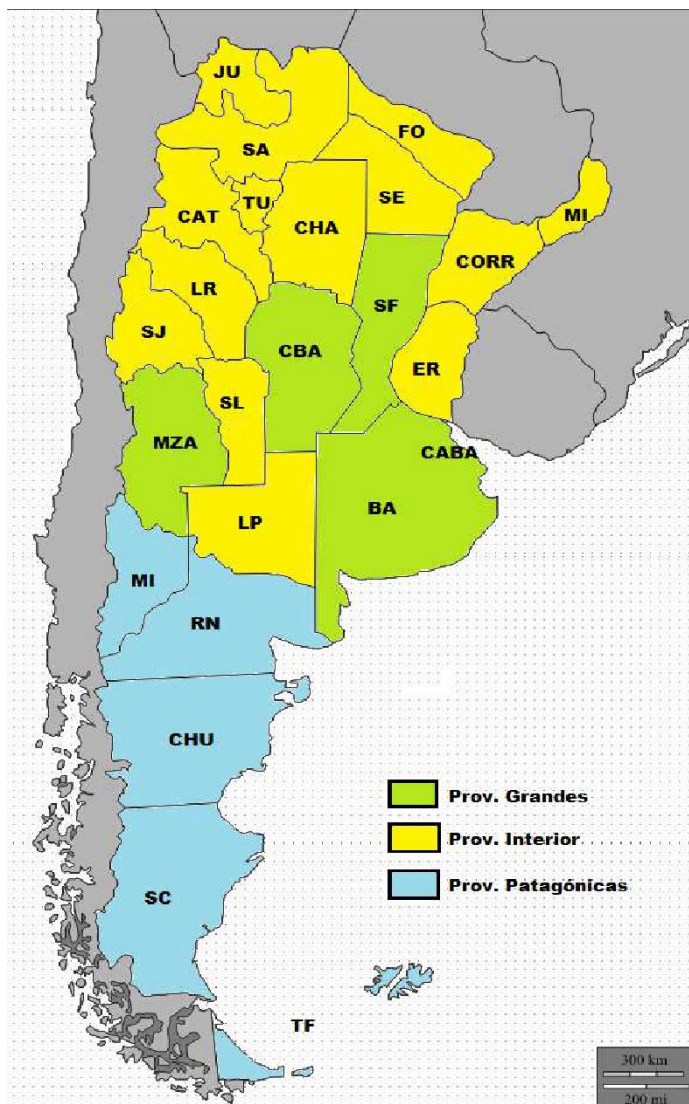 JU
FO
SA
SE
TU
MI
CAT
CHA
CORR
LR
SF
SJ
CBA
ER
SL
MZA
CABA
BA
LP
MI
RN
CHU
Prov. Grandes
Prov. Interior
Prov. Patagónicas
SC
TF
300 km
200 mi